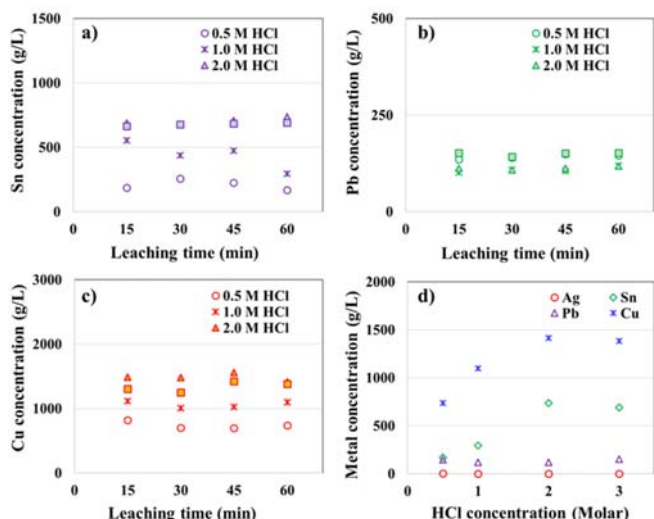 a)
0.5 M HCl
1.0 M HCl
2.0 M HCl
Sn concentration (g/L)
1500
1000
500
0
0 15 30 45 60
Leaching time (min)
b)
0.5 M HCl
1.0 M HCl
2.0 M HCl
Pb concentration (g/L)
500
250
0
0 15 30 45 60
Leaching time (min)
c)
0.5 M HCl
1.0 M HCl
2.0 M HCl
Cu concentration (g/L)
3000
2000
1000
0
0 15 30 45 60
Leaching time (min)
d)
Ag Sn
Pb Cu
Metal concentration (g/L)
2000
1500
1000
500
0
0 1 2 3
HCl concentration (Molar)